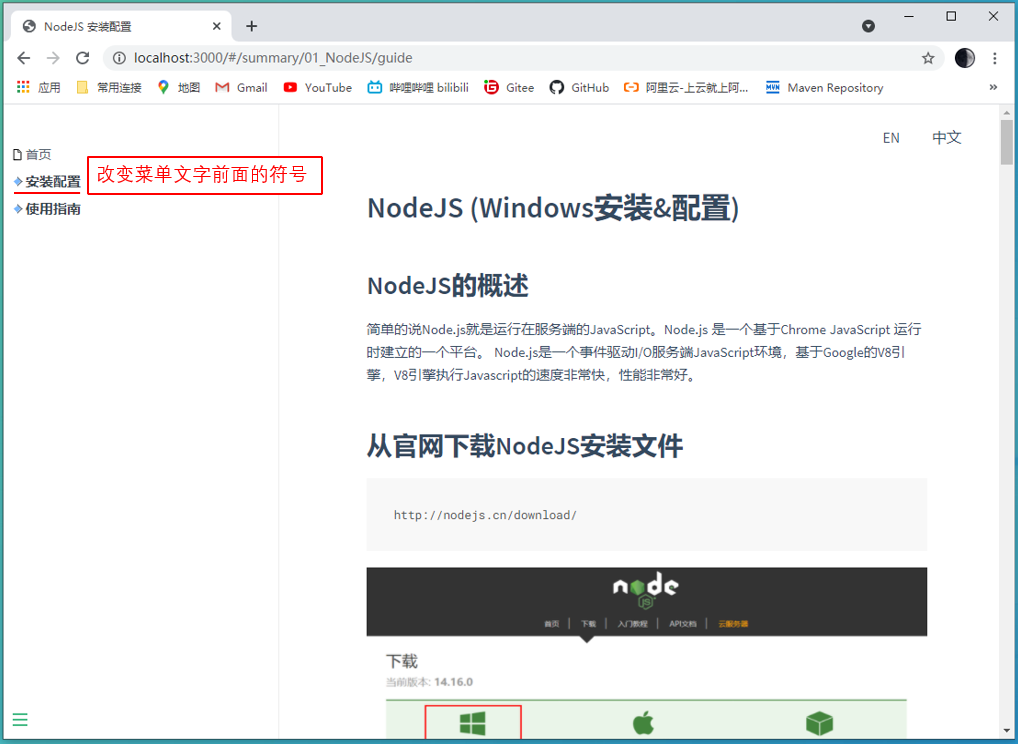 NodeJS 安装配置
localhost:3000/#/summary/01_NodeJS/guide
应用 常用连接 地图 Gmail YouTube 哔哩哔哩 bilibili Gitee GitHub 阿里云-上云就上阿... MVN Maven Repository »
EN 中文
首页
安装配置
改变菜单文字前面的符号
使用指南
NodeJS (Windows安装&配置)
NodeJS的概述
简单的说Node.js就是运行在服务端的JavaScript。Node.js 是一个基于Chrome JavaScript 运行
时建立的一个平台。 Node.js是一个事件驱动I/O服务端JavaScript环境，基于Google的V8引
擎，V8引擎执行Javascript的速度非常快，性能非常好。
从官网下载NodeJS安装文件
http://nodejs.cn/download/
node
JS
首页 | 下载 | 入门教程 | API文档 | 云服务器
下载
当前版本: 14.16.0